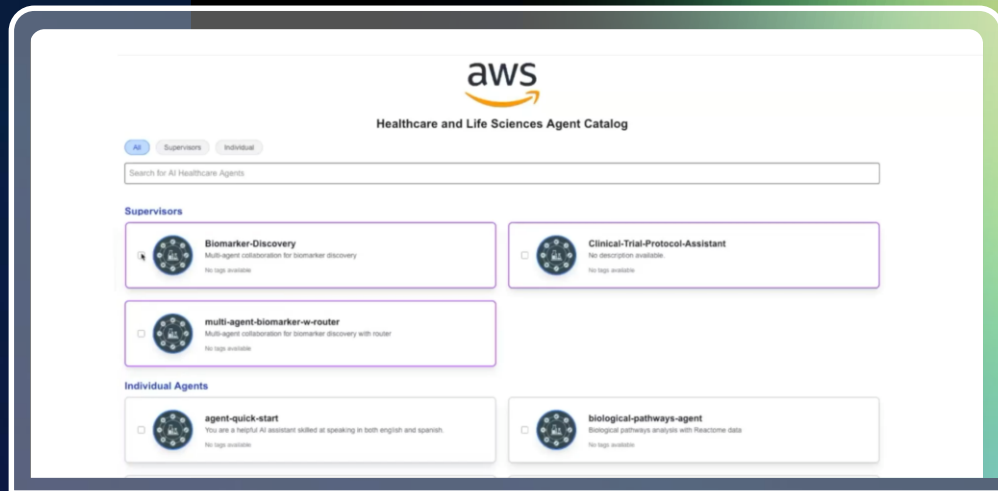 aws
Healthcare and Life Sciences Agent Catalog
All
Supervisors
Individual
Search for AI Healthcare Agents
Supervisors
Biomarker-Discovery
Multi-agent collaboration for biomarker discovery
No tags available
Clinical-Trial-Protocol-Assistant
No description available.
No tags available
multi-agent-biomarker-w-router
Multi-agent collaboration for biomarker discovery with router
No tags available
Individual Agents
agent-quick-start
You are a helpful AI assistant skilled at speaking in both english and spanish.
No tags available
biological-pathways-agent
Biological pathways analysis with Reactome data
No tags available